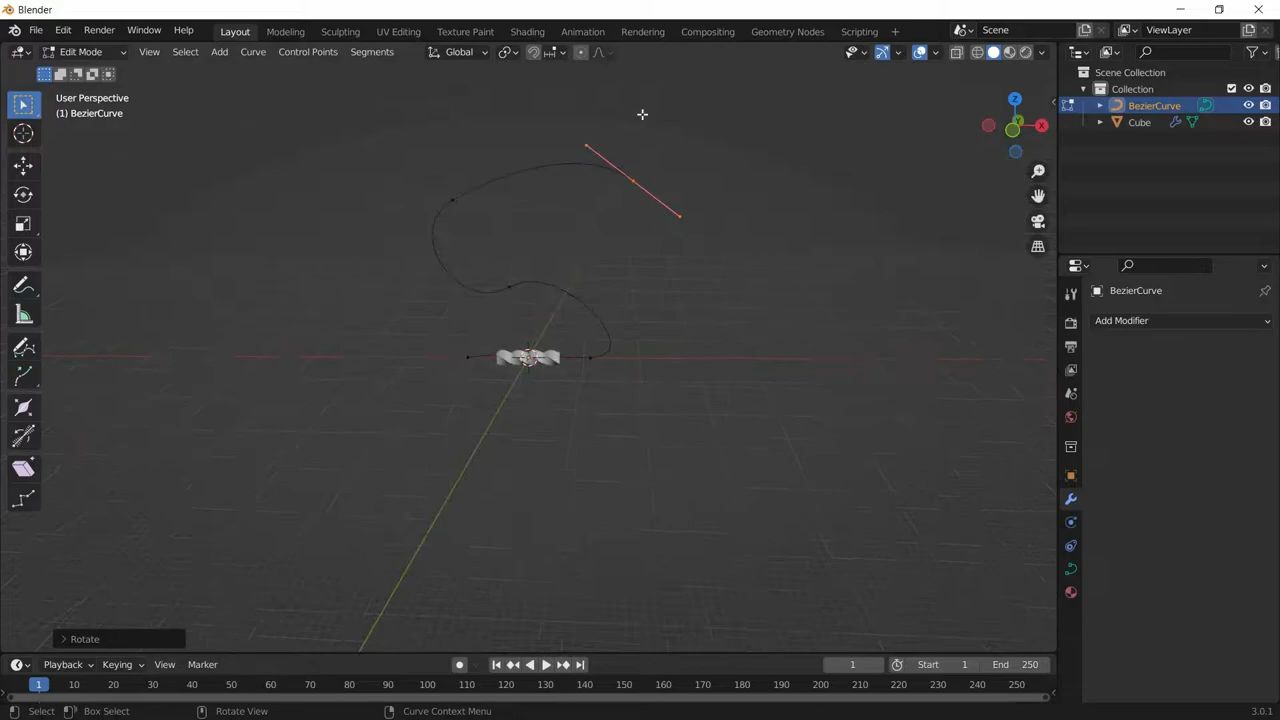 Blender
File Edit Render Window Help Layout Modeling Sculpting UV Editing Texture Paint Shading Animation Rendering Compositing Geometry Nodes Scripting Scene ViewLayer
Edit Mode View Select Add Curve Control Points Segments Global
User Perspective
(1) BezierCurve
Z
X
Y
Scene Collection
Collection
BezierCurve
Cube
BezierCurve
Add Modifier
Rotate
Playback Keying View Marker 1 Start 1 End 250
1 10 20 30 40 50 60 70 80 90 100 110 120 130 140 150 160 170 180 190 200 210 220 230 240 250
Select Box Select Rotate View Curve Context Menu 3.0.1